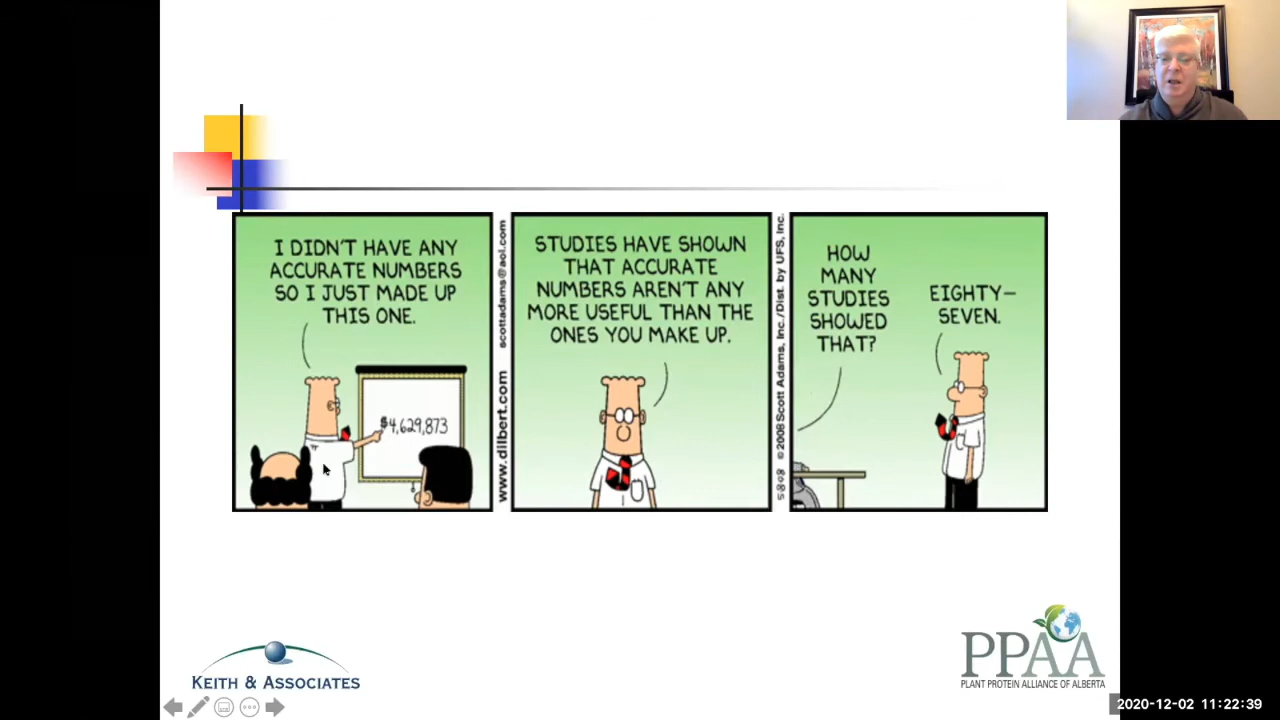 I DIDN'T HAVE ANY
ACCURATE NUMBERS
SO I JUST MADE UP
THIS ONE.
$4,629,873
www.dilbert.com scottadams@aol.com
STUDIES HAVE SHOWN
THAT ACCURATE
NUMBERS AREN'T ANY
MORE USEFUL THAN THE
ONES YOU MAKE UP.
©2008 Scott Adams, Inc./Dist. by UFS, Inc.
HOW
MANY
STUDIES
SHOWED
THAT?
EIGHTY-
SEVEN.
KEITH & ASSOCIATES
PPAA
PLANT PROTEIN ALLIANCE OF ALBERTA
2020-12-02 11:22:39